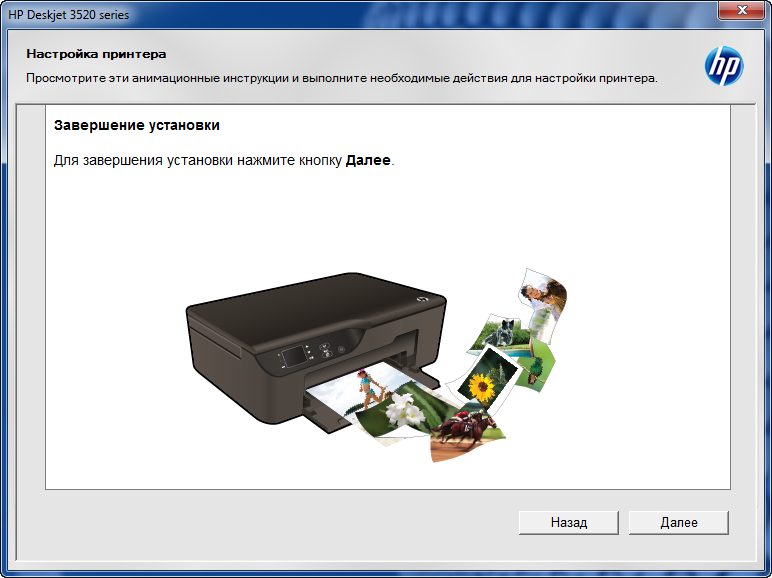 HP Deskjet 3520 series
Настройка принтера
Просмотрите эти анимационные инструкции и выполните необходимые действия для настройки принтера.
hp
Завершение установки
Для завершения установки нажмите кнопку Далее.
Назад
Далее